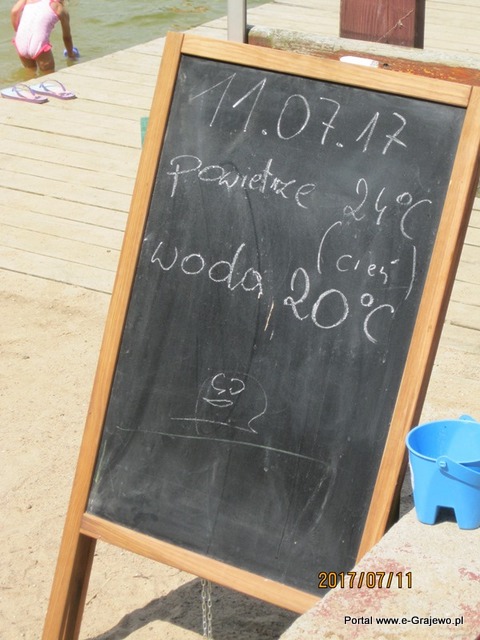 11.07.17
Powietrze 24°C
(cień)
woda, 20°C
2017/07/11
Portal www.e-Grajewo.pl